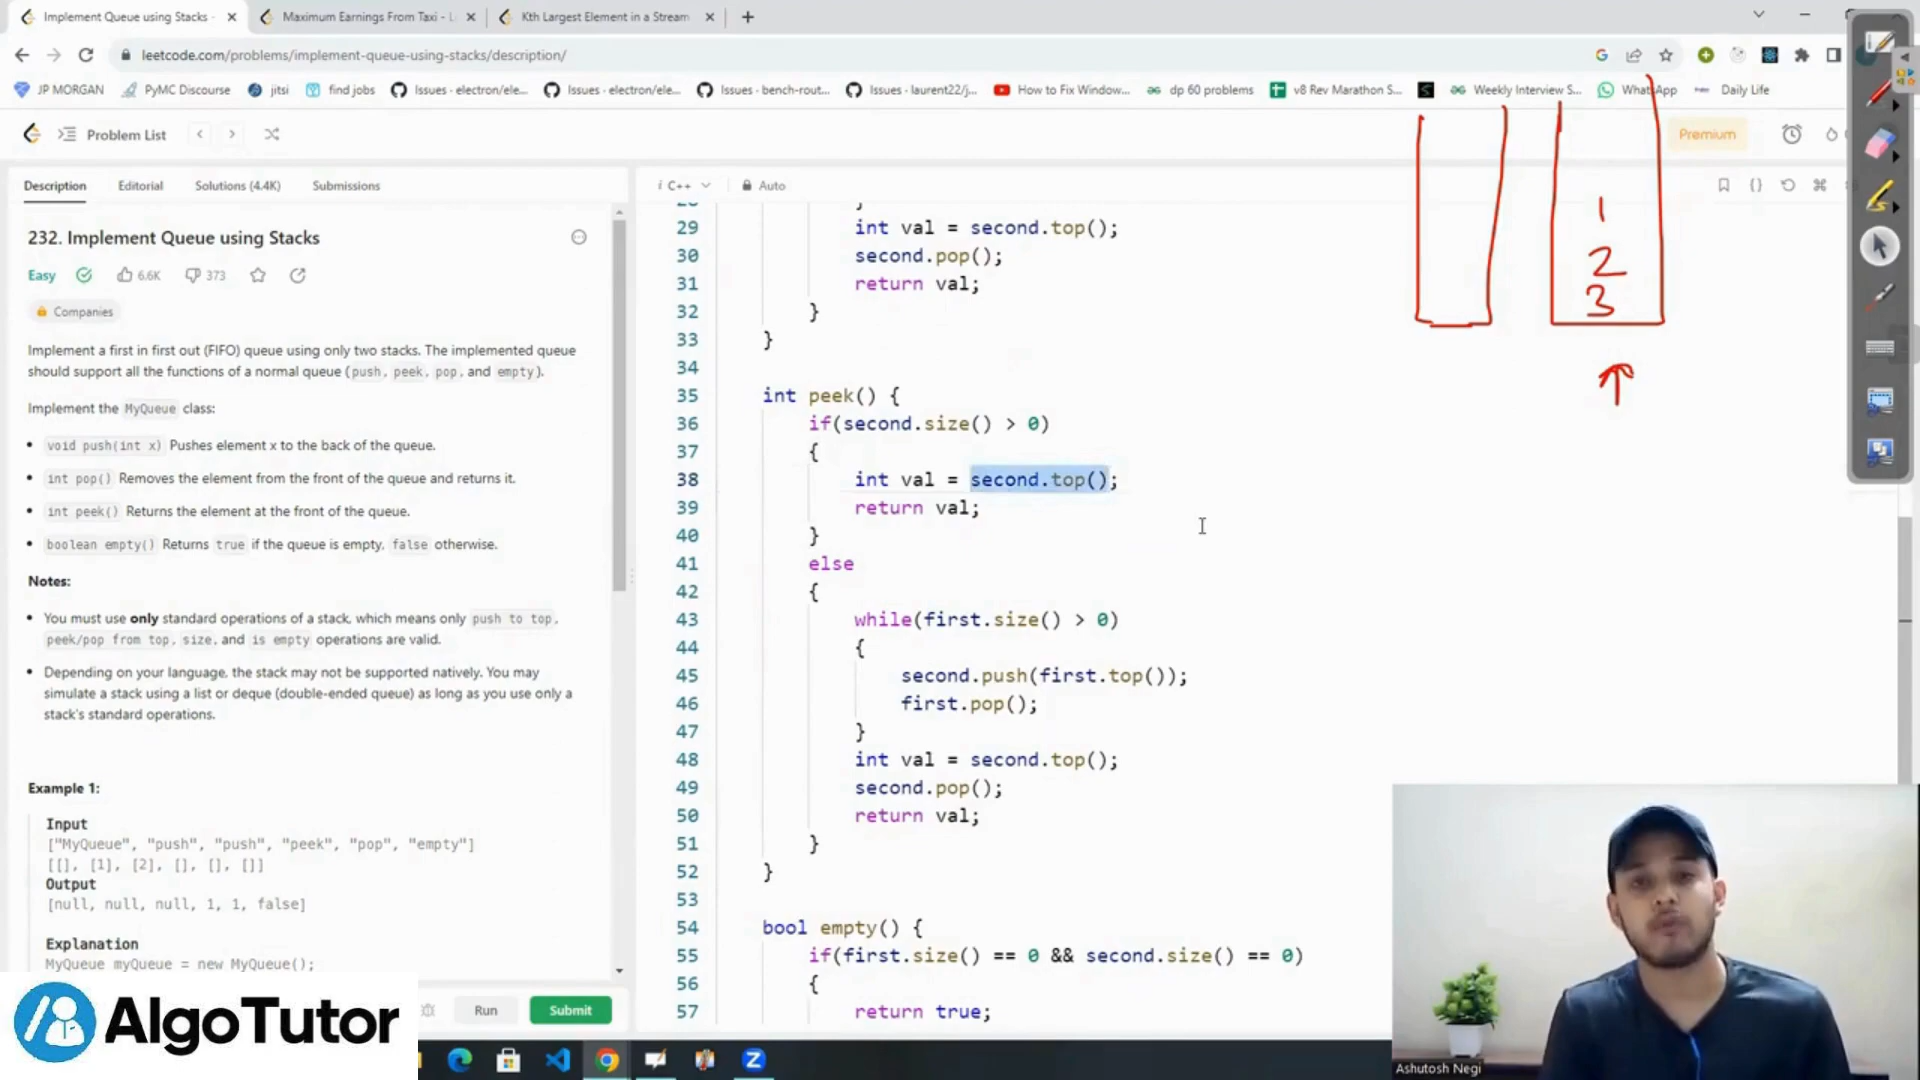 Implement Queue using Stacks -
Maximum Earnings From Taxi - L
Kth Largest Element in a Stream
leetcode.com/problems/implement-queue-using-stacks/description/
JP MORGAN
PyMC Discourse
jitsi
find jobs
Issues · electron/ele...
Issues · electron/ele...
Issues · bench-rout...
Issues · laurent22/j...
How to Fix Window...
dp 60 problems
v8 Rev Marathon S...
Weekly Interview S...
WhatsApp
Daily Life
Problem List
Premium
Description
Editorial
Solutions (4.4K)
Submissions
i C++
Auto
232. Implement Queue using Stacks
Easy
6.6K
373
Companies
Implement a first in first out (FIFO) queue using only two stacks. The implemented queue
should support all the functions of a normal queue (push, peek, pop, and empty).
Implement the MyQueue class:
• void push(int x) Pushes element x to the back of the queue.
• int pop() Removes the element from the front of the queue and returns it.
• int peek() Returns the element at the front of the queue.
• boolean empty() Returns true if the queue is empty, false otherwise.
Notes:
• You must use only standard operations of a stack, which means only push to top,
peek/pop from top, size, and is empty operations are valid.
• Depending on your language, the stack may not be supported natively. You may
simulate a stack using a list or deque (double-ended queue) as long as you use only a
stack's standard operations.
Example 1:
Input
["MyQueue", "push", "push", "peek", "pop", "empty"]
[[], [1], [2], [], [], []]
Output
[null, null, null, 1, 1, false]
Explanation
MyQueue myQueue = new MyQueue();
28 }
29 int val = second.top();
30 second.pop();
31 return val;
32 }
33 }
34
35 int peek() {
36 if(second.size() > 0)
37 {
38 int val = second.top();
39 return val;
40 }
41 else
42 {
43 while(first.size() > 0)
44 {
45 second.push(first.top());
46 first.pop();
47 }
48 int val = second.top();
49 second.pop();
50 return val;
51 }
52 }
53
54 bool empty() {
55 if(first.size() == 0 && second.size() == 0)
56 {
57 return true;
1
2
3
Run
Submit
AlgoTutor
Ashutosh Negi